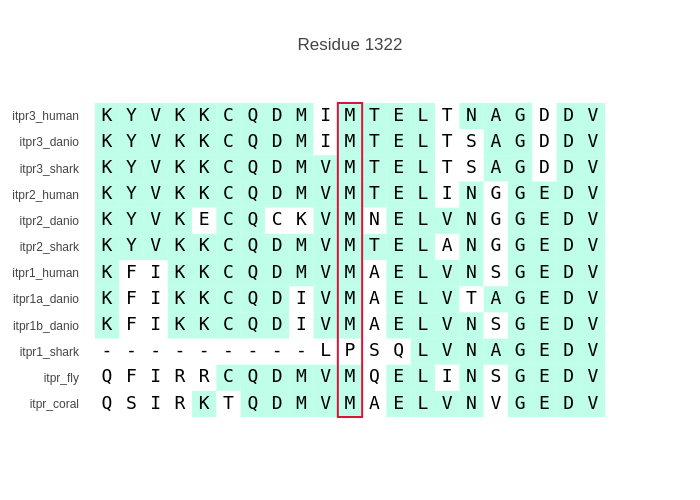 Residue 1322
itpr3_human K Y V K K C Q D M I M T E L T N A G D D V
itpr3_danio K Y V K K C Q D M I M T E L T S A G D D V
itpr3_shark K Y V K K C Q D M V M T E L T S A G D D V
itpr2_human K Y V K K C Q D M V M T E L I N G G E D V
itpr2_danio K Y V K E C Q C K V M N E L V N G G E D V
itpr2_shark K Y V K K C Q D M V M T E L A N G G E D V
itpr1_human K F I K K C Q D M V M A E L V N S G E D V
itpr1a_danio K F I K K C Q D I V M A E L V T A G E D V
itpr1b_danio K F I K K C Q D I V M A E L V N S G E D V
itpr1_shark - - - - - - - - - L P S Q L V N A G E D V
itpr_fly Q F I R R C Q D M V M Q E L I N S G E D V
itpr_coral Q S I R K T Q D M V M A E L V N V G E D V